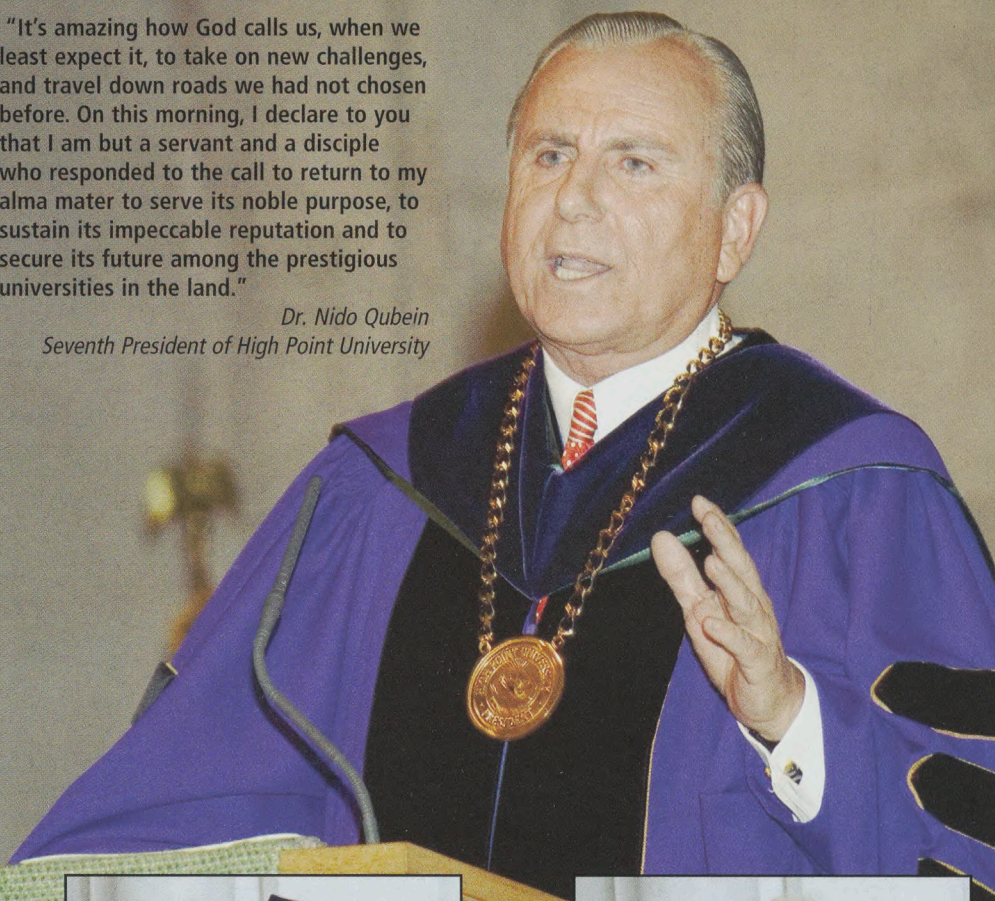 “It’s amazing how God calls us, when we
least expect it, to take on new challenges,
and travel down roads we had not chosen
before. On this morning, I declare to you
that I am but a servant and a disciple
who responded to the call to return to my
alma mater to serve its noble purpose, to
sustain its impeccable reputation and to
secure its future among the prestigious
universities in the land.”
Dr. Nido Qubein
Seventh President of High Point University
HIGH POINT UNIVERSITY
PRESIDENT